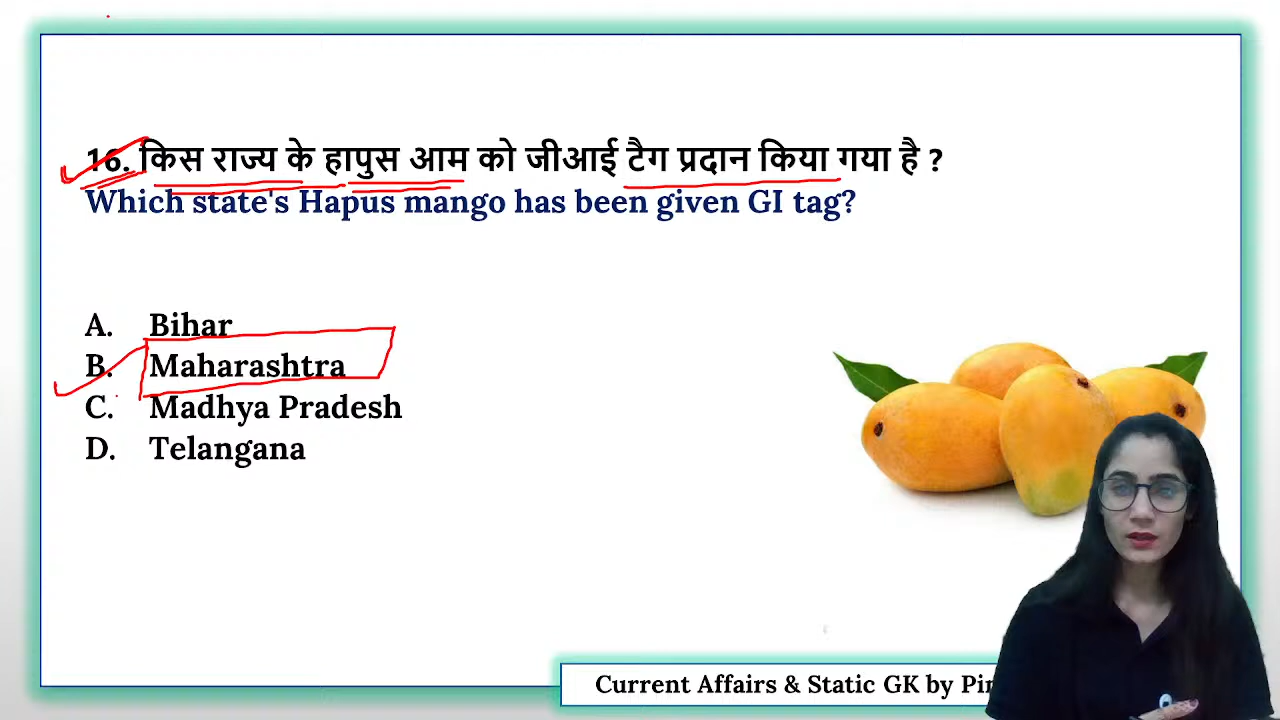 16. किस राज्य के हापुस आम को जीआई टैग प्रदान किया गया है ?
Which state's Hapus mango has been given GI tag?
A. Bihar
B. Maharashtra
C. Madhya Pradesh
D. Telangana
Current Affairs & Static GK by